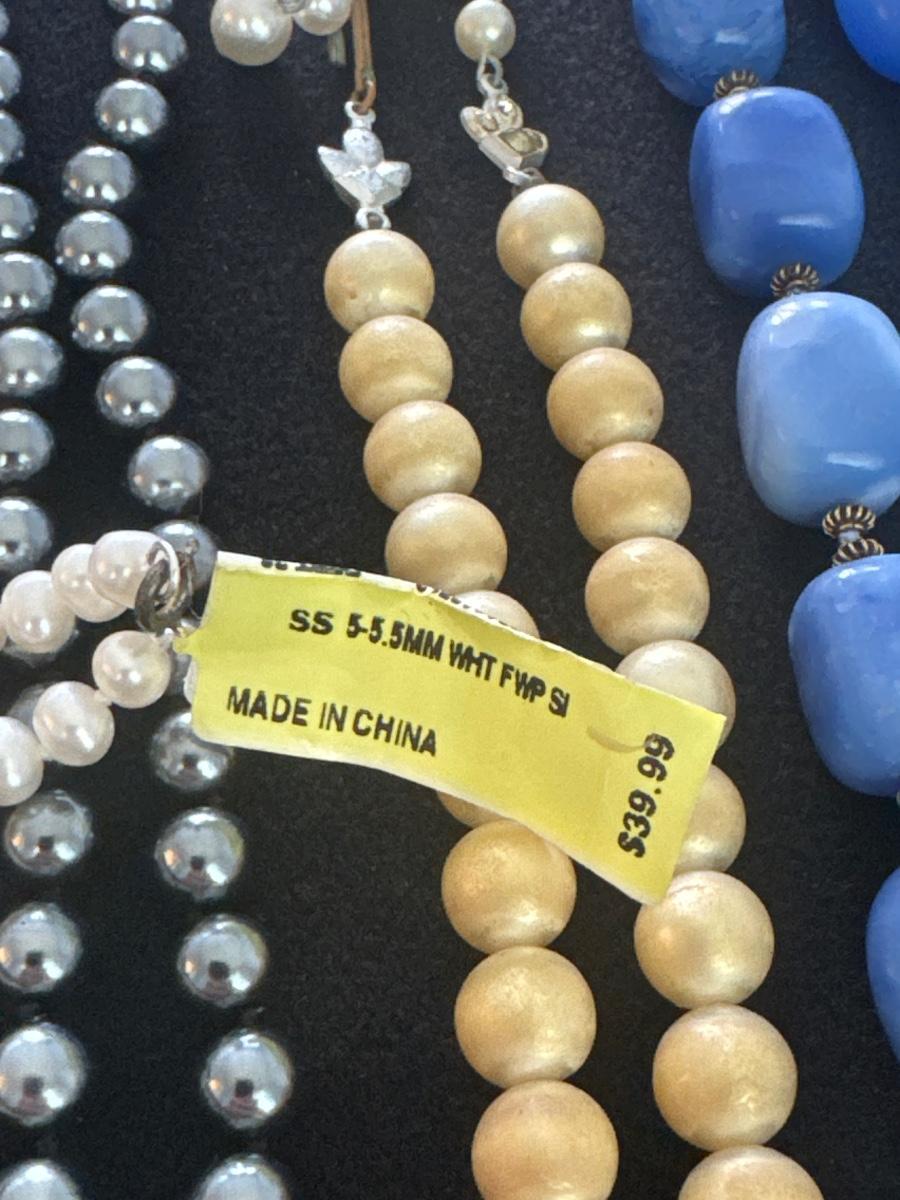 SS 5-5.5MM WHT FWP SI
MADE IN CHINA
$39.99